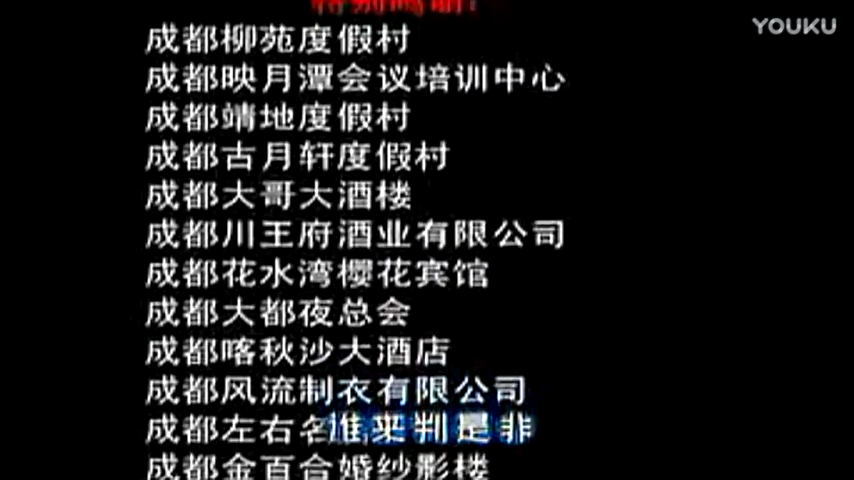 特别鸣谢:
YOUKU
成都柳苑度假村
成都映月潭会议培训中心
成都靖地度假村
成都古月轩度假村
成都大哥大酒楼
成都川王府酒业有限公司
成都花水湾樱花宾馆
成都大都夜总会
成都喀秋沙大酒店
成都风流制衣有限公司
成都左右名
谁来判是非
成都金百合婚纱影楼